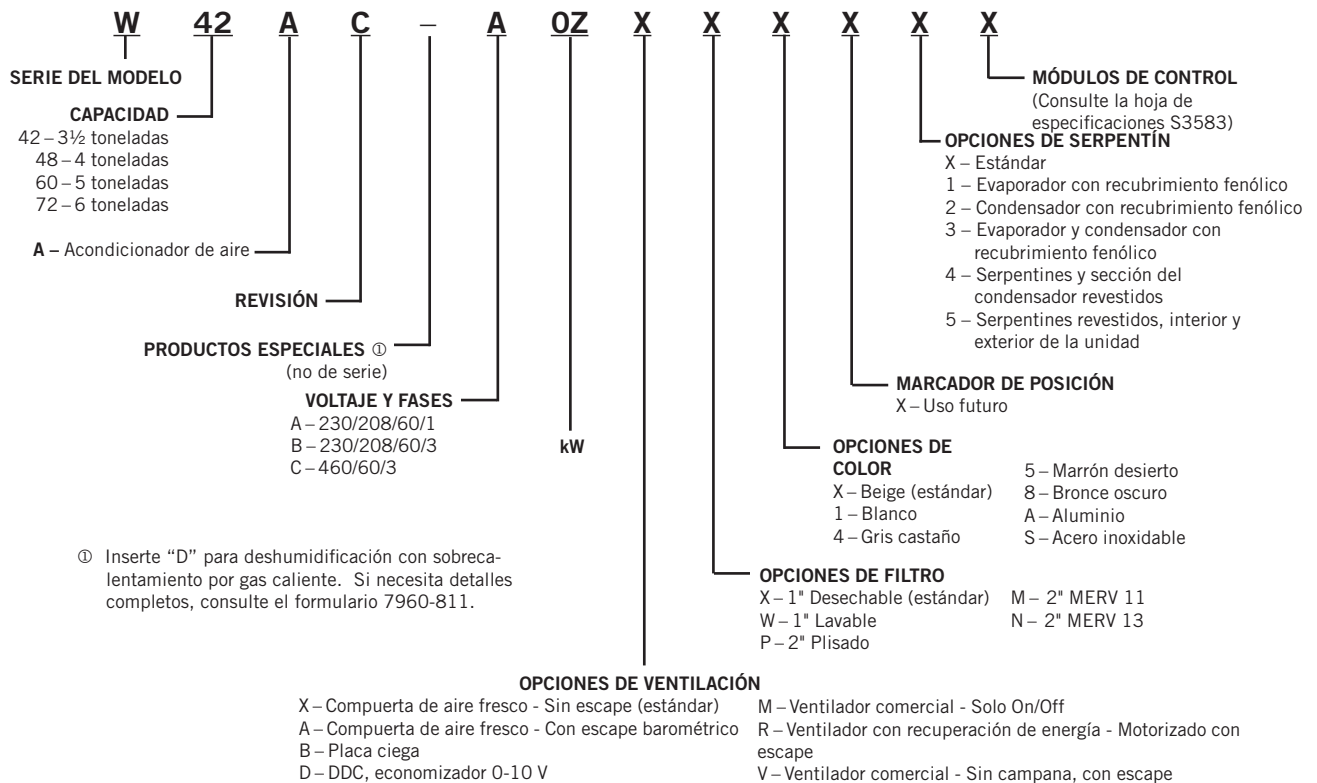 W 42 A C – A 0Z X X X X X X
SERIE DEL MODELO
CAPACIDAD
42 – 3½ toneladas
48 – 4 toneladas
60 – 5 toneladas
72 – 6 toneladas
A – Acondicionador de aire
REVISIÓN
PRODUCTOS ESPECIALES ①
(no de serie)
VOLTAJE Y FASES
A – 230/208/60/1
B – 230/208/60/3
C – 460/60/3
kW
MÓDULOS DE CONTROL
(Consulte la hoja de
especificaciones S3583)
OPCIONES DE SERPENTÍN
X – Estándar
1 – Evaporador con recubrimiento fenólico
2 – Condensador con recubrimiento fenólico
3 – Evaporador y condensador con
recubrimiento fenólico
4 – Serpentines y sección del
condensador revestidos
5 – Serpentines revestidos, interior y
exterior de la unidad
MARCADOR DE POSICIÓN
X – Uso futuro
OPCIONES DE
COLOR
X – Beige (estándar)
1 – Blanco
4 – Gris castaño
5 – Marrón desierto
8 – Bronce oscuro
A – Aluminio
S – Acero inoxidable
① Inserte “D” para deshumidificación con sobreca-
lentamiento por gas caliente. Si necesita detalles
completos, consulte el formulario 7960-811.
OPCIONES DE FILTRO
X – 1" Desechable (estándar)
W – 1" Lavable
P – 2" Plisado
M – 2" MERV 11
N – 2" MERV 13
OPCIONES DE VENTILACIÓN
X – Compuerta de aire fresco - Sin escape (estándar)
A – Compuerta de aire fresco - Con escape barométrico
B – Placa ciega
D – DDC, economizador 0-10 V
M – Ventilador comercial - Solo On/Off
R – Ventilador con recuperación de energía - Motorizado con
escape
V – Ventilador comercial - Sin campana, con escape